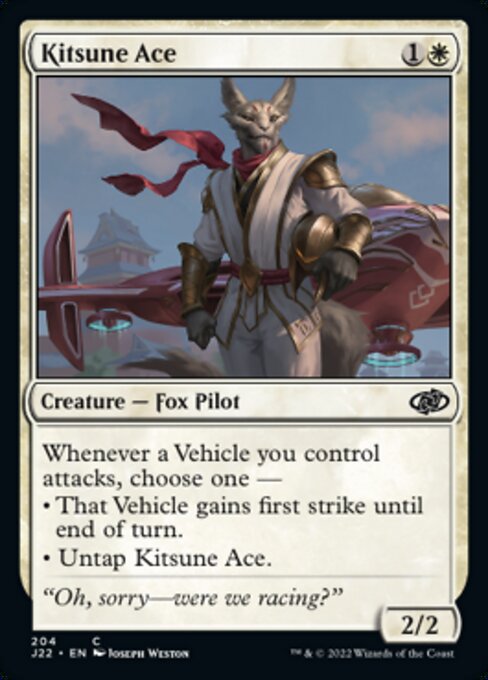 Kitsune Ace 1
Creature — Fox Pilot
Whenever a Vehicle you control
attacks, choose one —
• That Vehicle gains first strike until
end of turn.
• Untap Kitsune Ace.
"Oh, sorry—were we racing?"
2/2
204 C
J22 • EN Joseph Weston ™ & © 2022 Wizards of the Coast